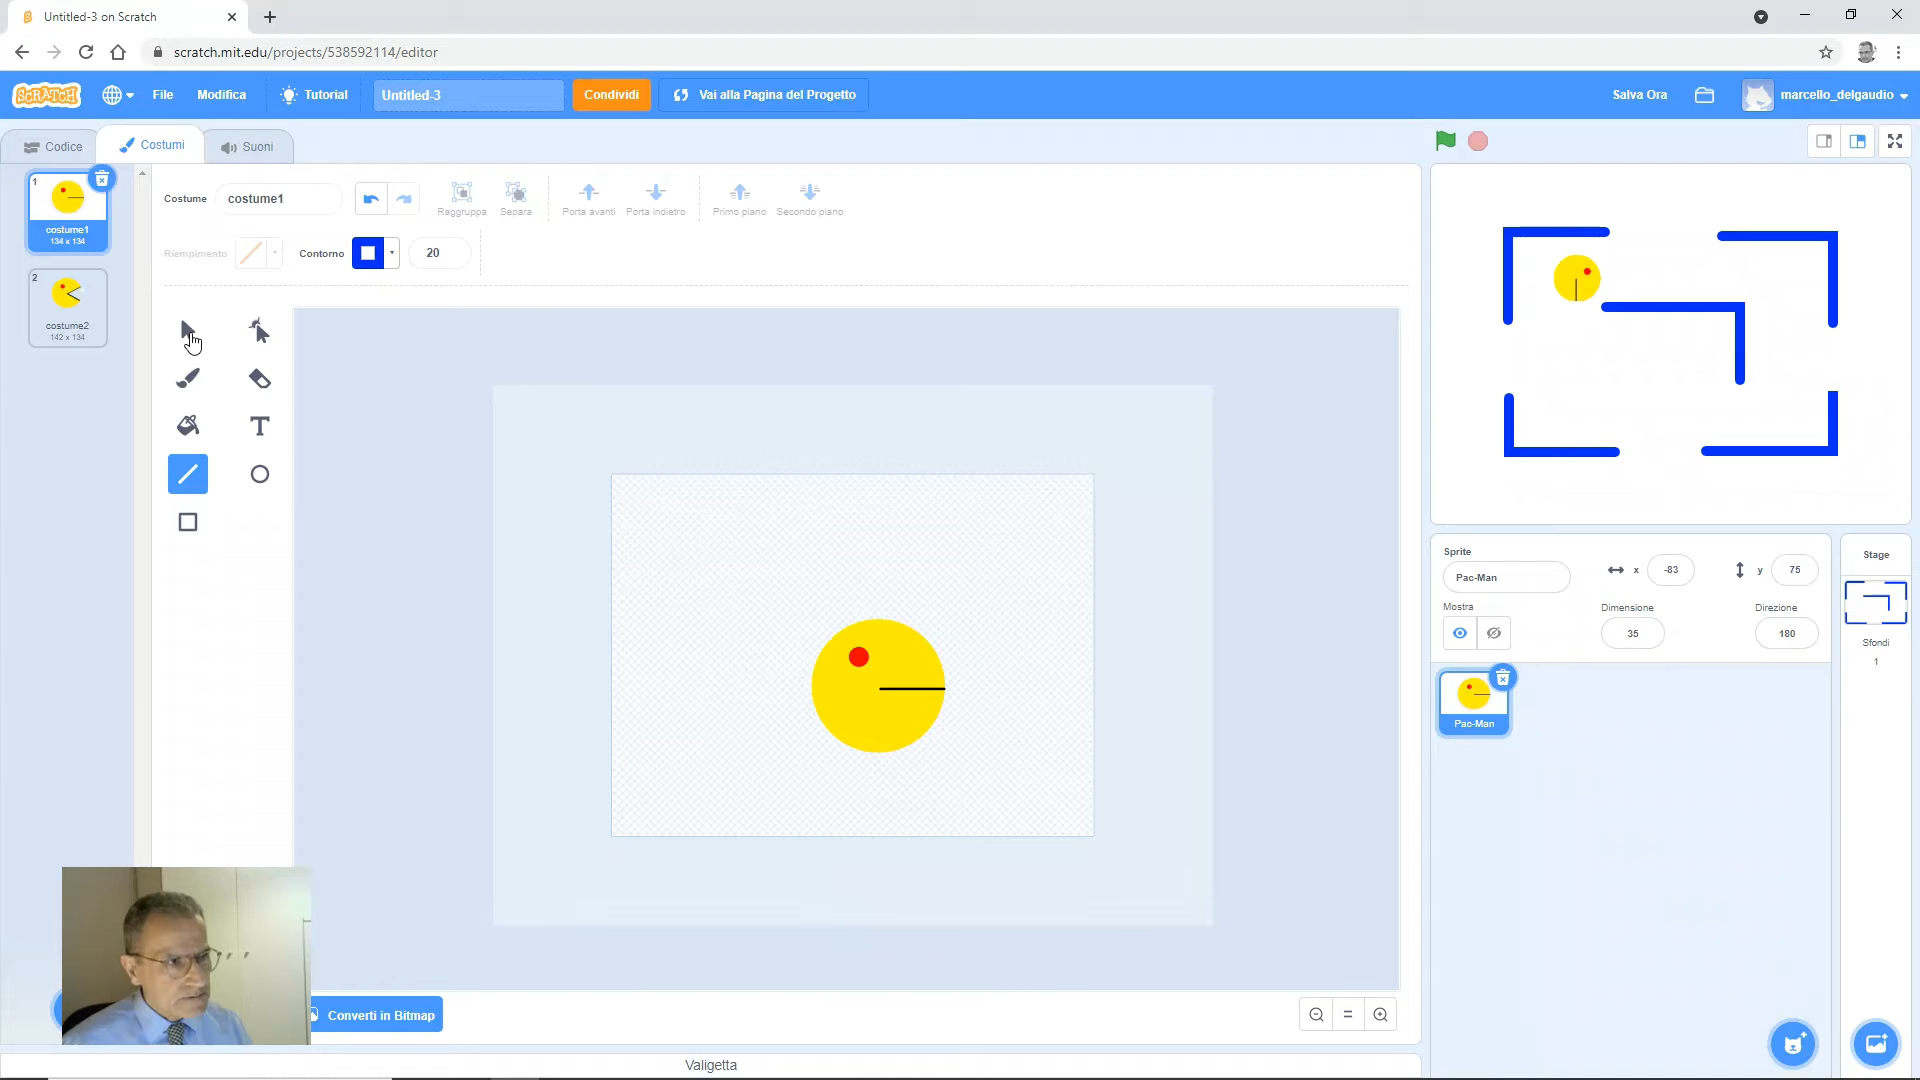 Untitled-3 on Scratch
scratch.mit.edu/projects/538592114/editor
SCRATCH
File
Modifica
Tutorial
Untitled-3
Condividi
Vai alla Pagina del Progetto
Salva Ora
marcello_delgaudio
Codice
Costumi
Suoni
1
costume1
134 x 134
2
costume2
142 x 134
Costume
costume1
Raggruppa
Separa
Porta avanti
Porta indietro
Primo piano
Secondo piano
Riempimento
Contorno
20
T
Converti in Bitmap
Valigetta
Sprite
Pac-Man
x
-83
y
75
Mostra
Dimensione
35
Direzione
180
Pac-Man
Stage
Sfondi
1